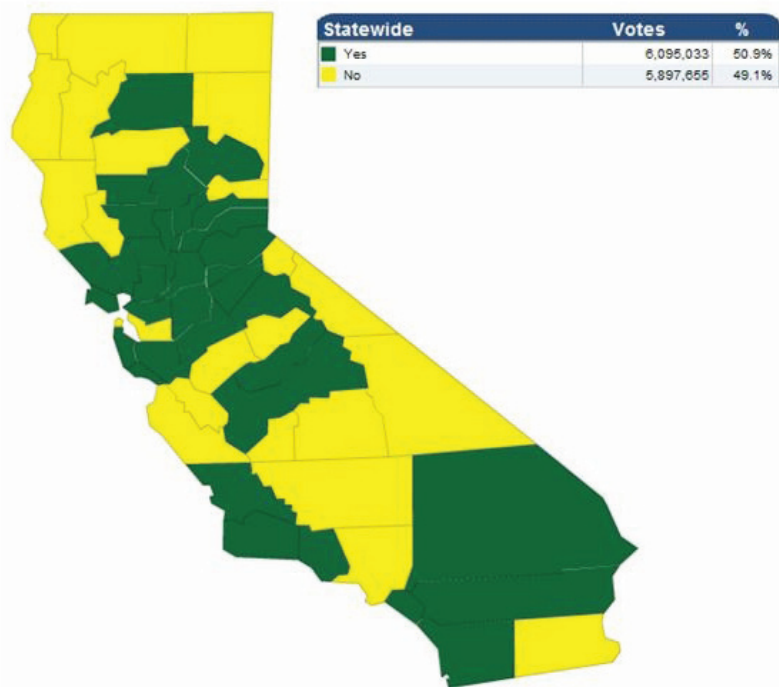 Statewide Votes %
Yes 6,095,033 50.9%
No 5,897,655 49.1%